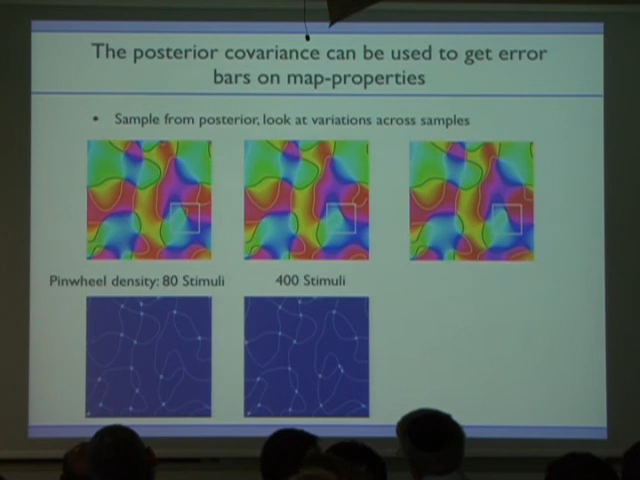 The posterior covariance can be used to get error
bars on map-properties
• Sample from posterior, look at variations across samples
Pinwheel density: 80 Stimuli
400 Stimuli